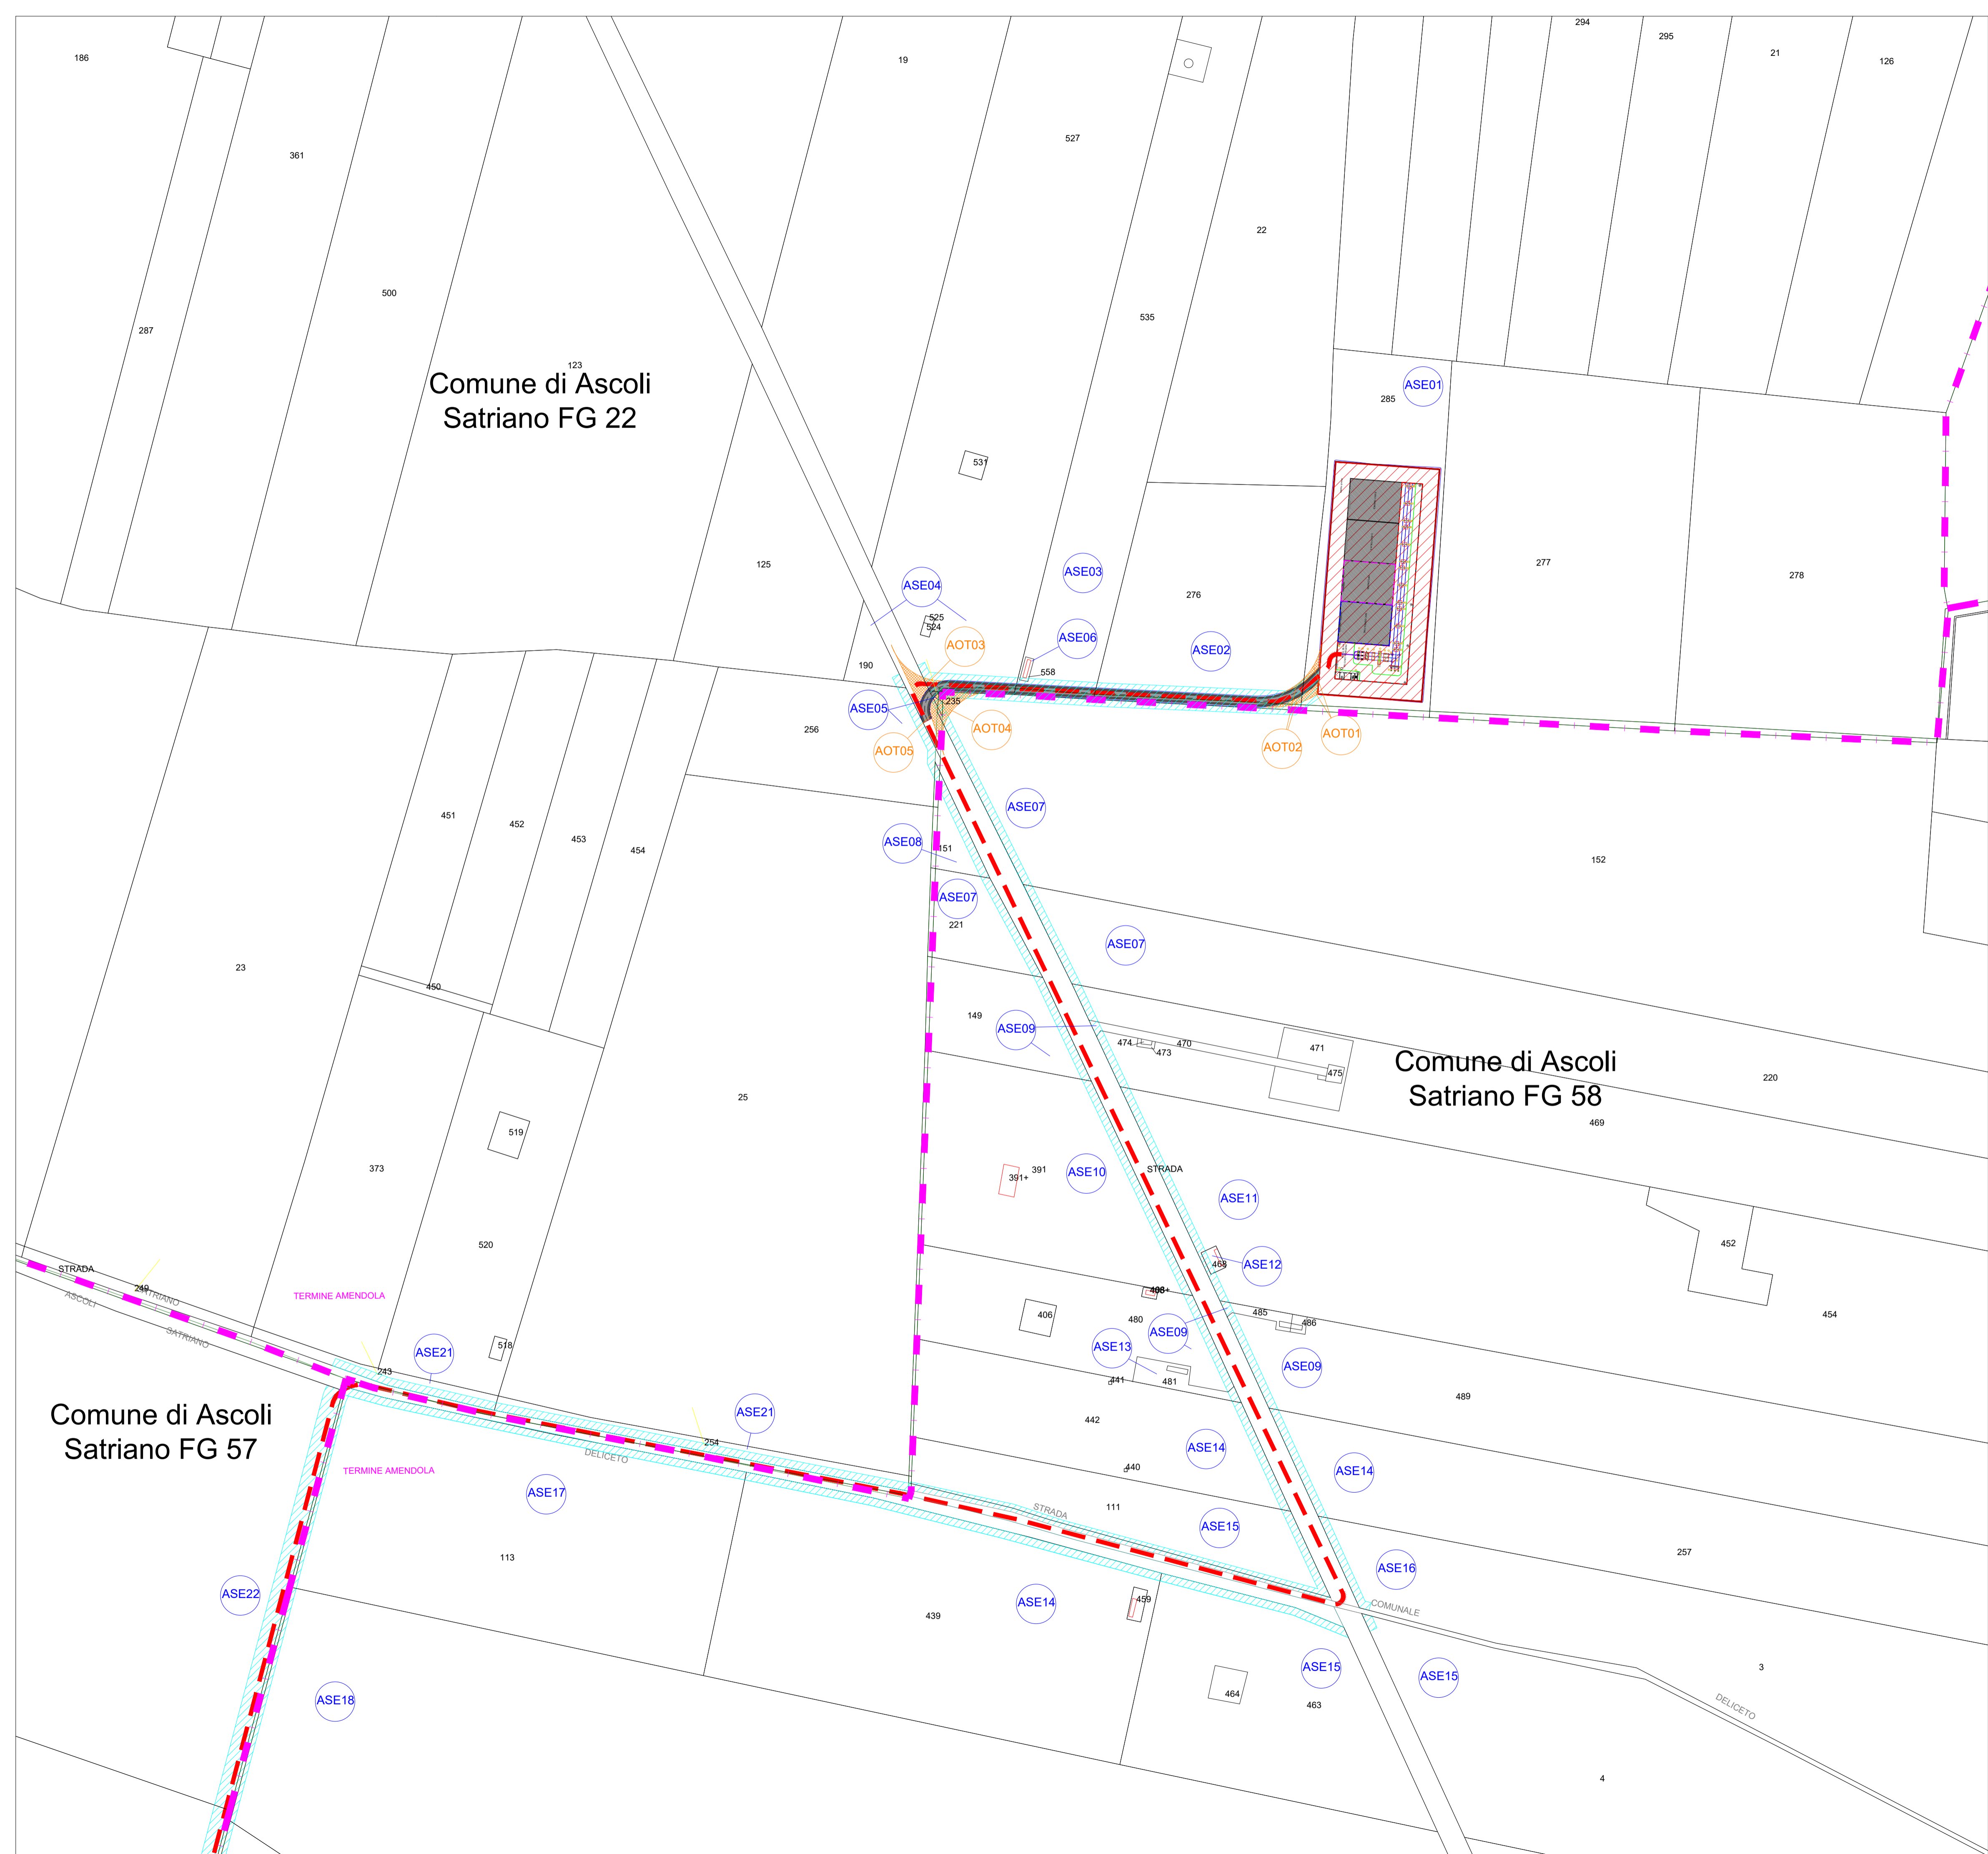 294
295
21
126
186
19
527
361
22
500
535
287
123
Comune di Ascoli
Satriano FG 22
ASE01
285
531
125
277
278
276
ASE03
ASE04
525
524
AOT03
ASE06
ASE02
190
558
235
ASE05
256
AOT04
AOT05
AOT02
AOT01
ASE07
451
452
453
454
ASE08
151
152
ASE07
221
ASE07
23
450
149
ASE09
474
473
470
471
475
Comune di Ascoli
Satriano FG 58
220
25
469
519
373
391
391+
ASE10
STRADA
ASE11
520
452
468
ASE12
STRADA
249
SATRIANO
ASCOLI
SATRIANO
TERMINE AMENDOLA
406
480
485
486
454
ASE09
ASE13
518
ASE21
243
441
481
ASE09
489
Comune di Ascoli
Satriano FG 57
ASE21
442
254
DELICETO
ASE14
TERMINE AMENDOLA
440
ASE14
ASE17
STRADA
111
ASE15
113
257
ASE16
ASE22
459
ASE14
439
COMUNALE
ASE15
3
ASE15
ASE18
464
463
DELICETO
4